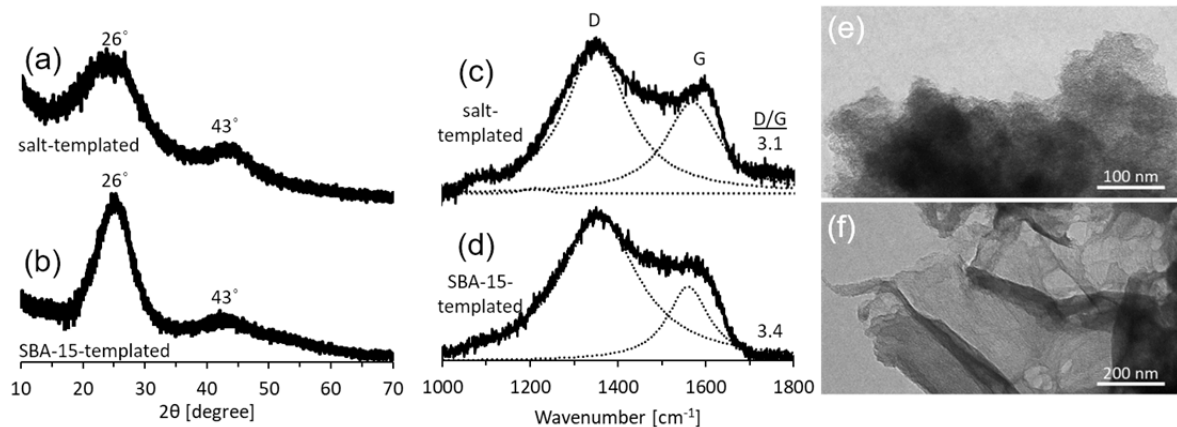 (a)
26°
43°
salt-templated
(b)
26°
43°
SBA-15-templated
10 20 30 40 50 60 70
2θ [degree]
(c)
D
G
salt-
templated
D/G
3.1
(d)
SBA-15-
templated
3.4
1000 1200 1400 1600 1800
Wavenumber [cm⁻¹]
(e)
100 nm
(f)
200 nm